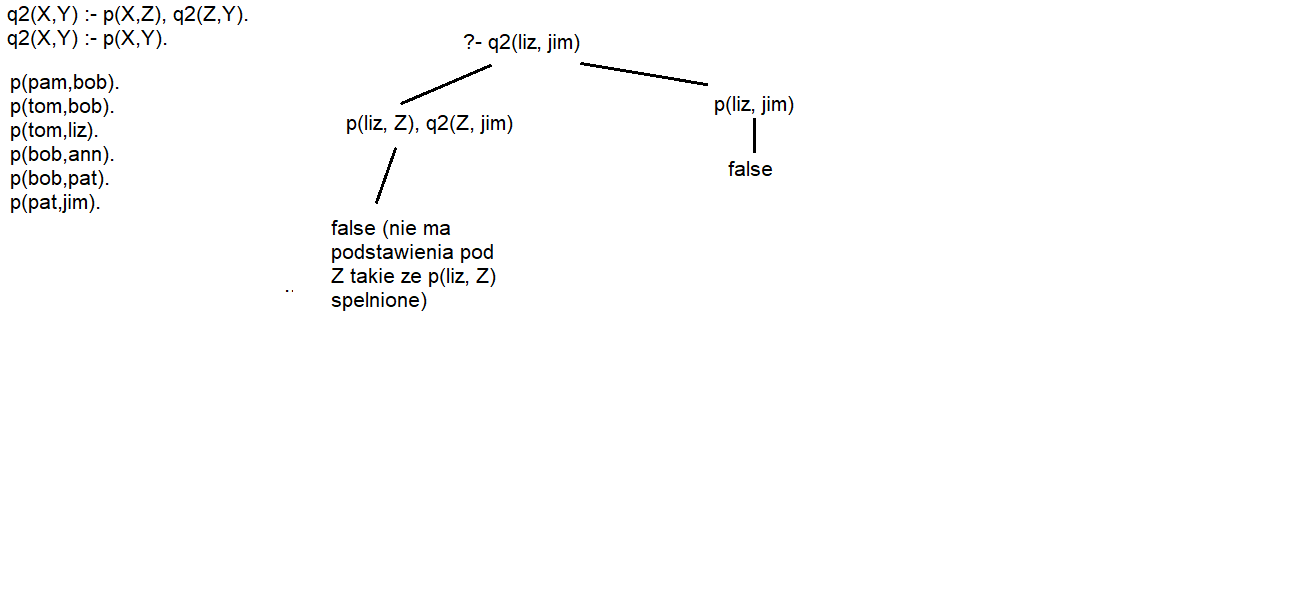 q2(X,Y) :- p(X,Z), q2(Z,Y).
q2(X,Y) :- p(X,Y).
p(pam,bob).
p(tom,bob).
p(tom,liz).
p(bob,ann).
p(bob,pat).
p(pat,jim).
?- q2(liz, jim)
p(liz, Z), q2(Z, jim)
p(liz, jim)
false
false (nie ma
podstawienia pod
Z takie ze p(liz, Z)
spelnione)